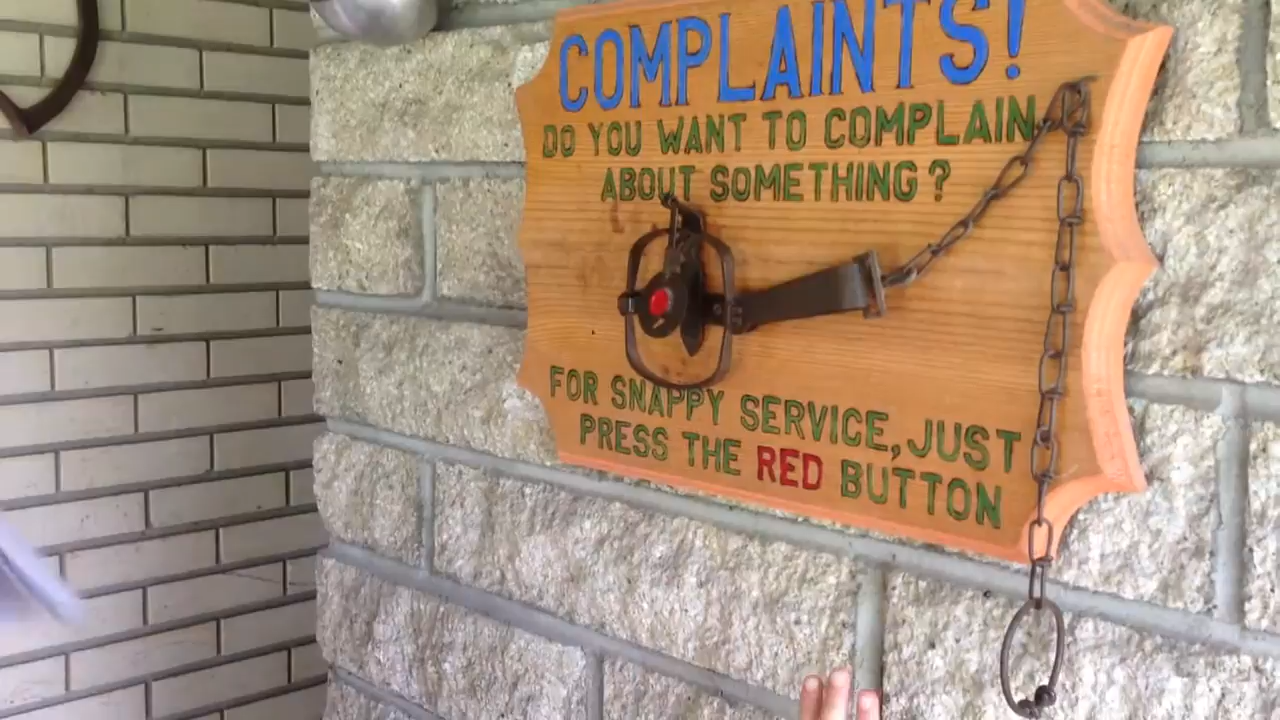 COMPLAINTS!
DO YOU WANT TO COMPLAIN
ABOUT SOMETHING?
FOR SNAPPY SERVICE, JUST
PRESS THE RED BUTTON